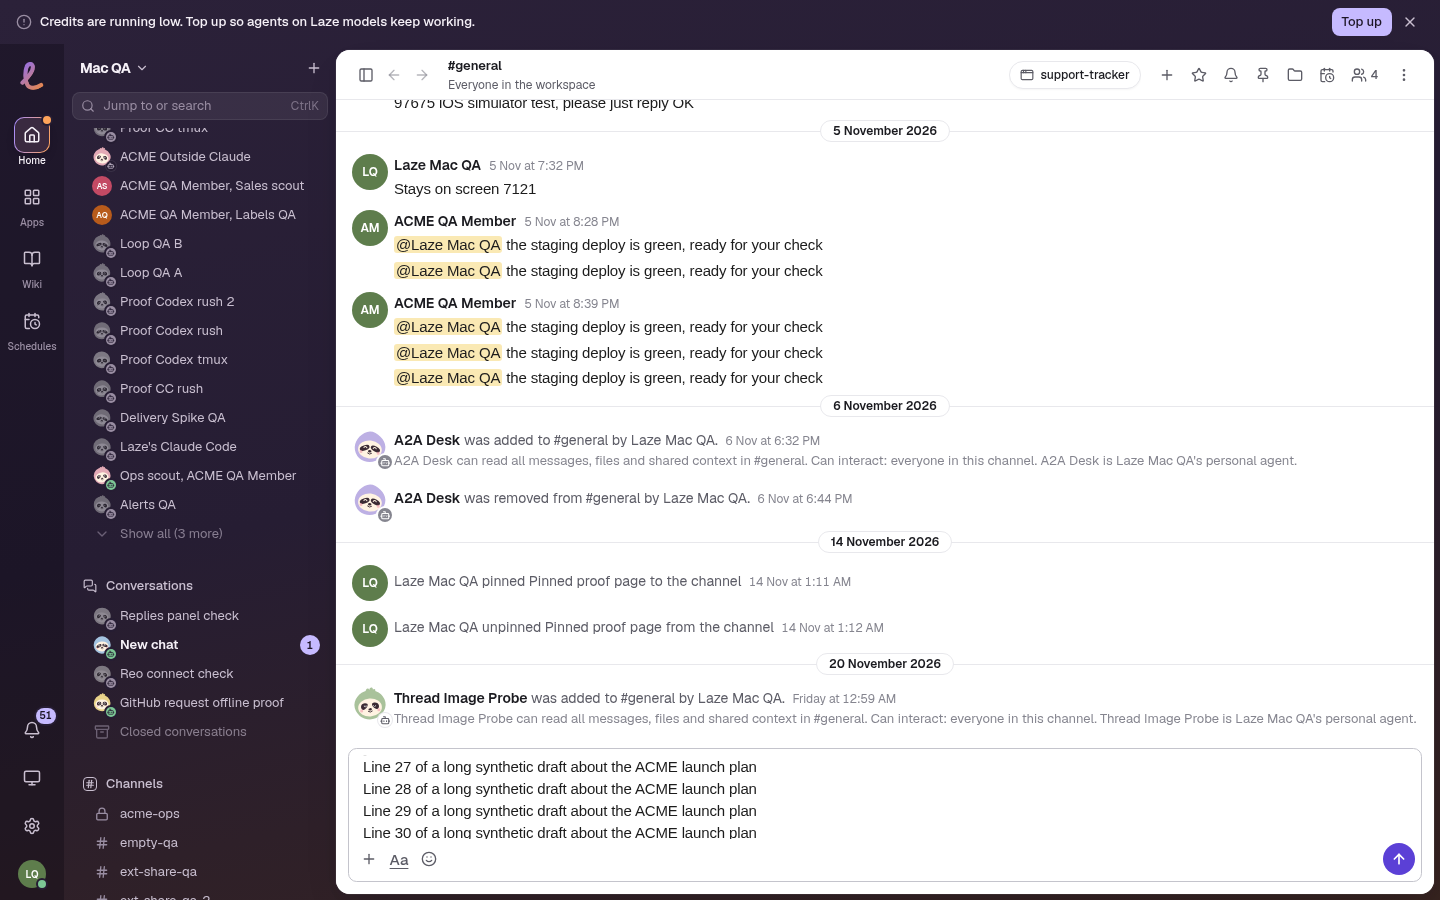 Credits are running low. Top up so agents on Laze models keep working.
Top up
Mac QA
Jump to or search
CtrlK
Home
Apps
Wiki
Schedules
51
LQ
Proof CC tmux
ACME Outside Claude
AS ACME QA Member, Sales scout
AQ ACME QA Member, Labels QA
Loop QA B
Loop QA A
Proof Codex rush 2
Proof Codex rush
Proof Codex tmux
Proof CC rush
Delivery Spike QA
Laze's Claude Code
Ops scout, ACME QA Member
Alerts QA
Show all (3 more)
Conversations
Replies panel check
New chat 1
Reo connect check
GitHub request offline proof
Closed conversations
Channels
acme-ops
empty-qa
ext-share-qa
ext-share-qa-2
#general
Everyone in the workspace
support-tracker
4
97675 iOS simulator test, please just reply OK
5 November 2026
LQ
Laze Mac QA 5 Nov at 7:32 PM
Stays on screen 7121
AM
ACME QA Member 5 Nov at 8:28 PM
@Laze Mac QA the staging deploy is green, ready for your check
@Laze Mac QA the staging deploy is green, ready for your check
AM
ACME QA Member 5 Nov at 8:39 PM
@Laze Mac QA the staging deploy is green, ready for your check
@Laze Mac QA the staging deploy is green, ready for your check
@Laze Mac QA the staging deploy is green, ready for your check
6 November 2026
A2A Desk was added to #general by Laze Mac QA. 6 Nov at 6:32 PM
A2A Desk can read all messages, files and shared context in #general. Can interact: everyone in this channel. A2A Desk is Laze Mac QA's personal agent.
A2A Desk was removed from #general by Laze Mac QA. 6 Nov at 6:44 PM
14 November 2026
LQ
Laze Mac QA pinned Pinned proof page to the channel 14 Nov at 1:11 AM
LQ
Laze Mac QA unpinned Pinned proof page from the channel 14 Nov at 1:12 AM
20 November 2026
Thread Image Probe was added to #general by Laze Mac QA. Friday at 12:59 AM
Thread Image Probe can read all messages, files and shared context in #general. Can interact: everyone in this channel. Thread Image Probe is Laze Mac QA's personal agent.
Line 27 of a long synthetic draft about the ACME launch plan
Line 28 of a long synthetic draft about the ACME launch plan
Line 29 of a long synthetic draft about the ACME launch plan
Line 30 of a long synthetic draft about the ACME launch plan
Aa